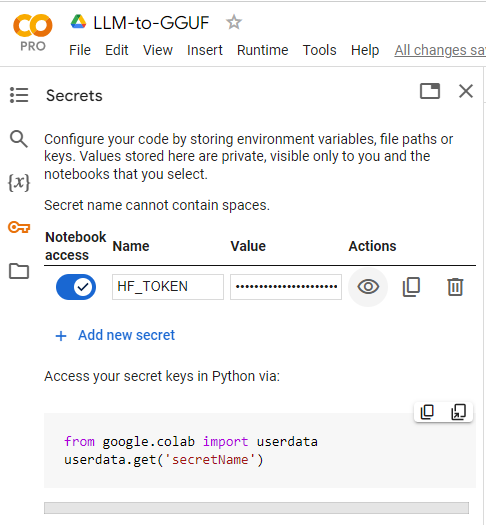 CO
PRO
LLM-to-GGUF
File Edit View Insert Runtime Tools Help All changes sa
Secrets
Configure your code by storing environment variables, file paths or
keys. Values stored here are private, visible only to you and the
notebooks that you select.
Secret name cannot contain spaces.
Notebook access Name Value Actions
HF_TOKEN ••••••••••••••••••••••
+ Add new secret
Access your secret keys in Python via:
from google.colab import userdata
userdata.get('secretName')